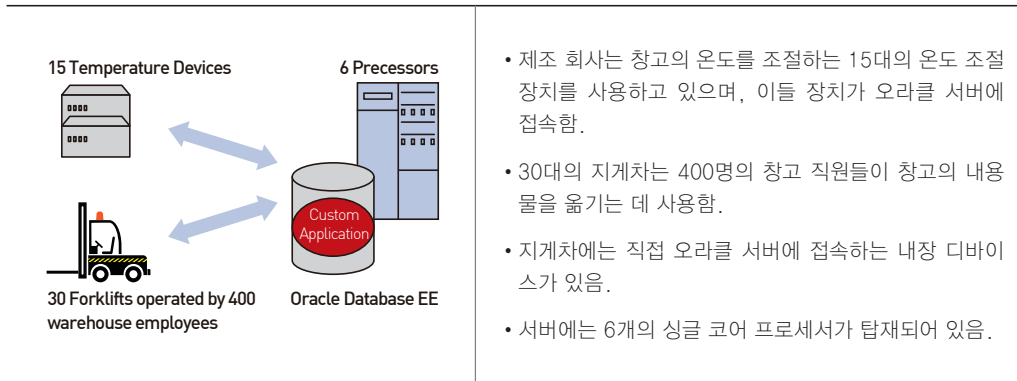 15 Temperature Devices
6 Precessors
Custom
Application
30 Forklifts operated by 400
warehouse employees
Oracle Database EE
• 제조 회사는 창고의 온도를 조절하는 15대의 온도 조절
장치를 사용하고 있으며, 이들 장치가 오라클 서버에
접속함.
• 30대의 지게차는 400명의 창고 직원들이 창고의 내용
물을 옮기는 데 사용함.
• 지게차에는 직접 오라클 서버에 접속하는 내장 디바이
스가 있음.
• 서버에는 6개의 싱글 코어 프로세서가 탑재되어 있음.